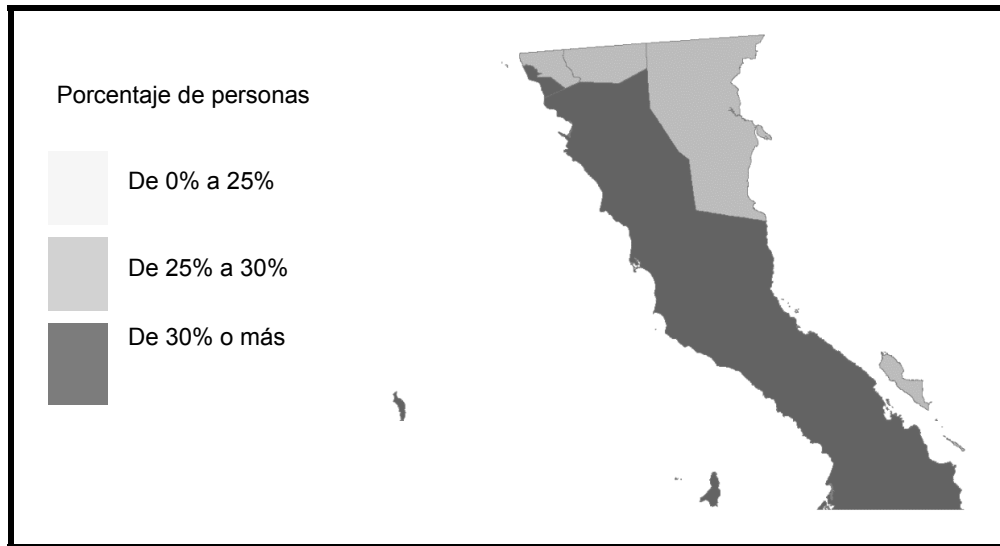 Porcentaje de personas
De 0% a 25%
De 25% a 30%
De 30% o más